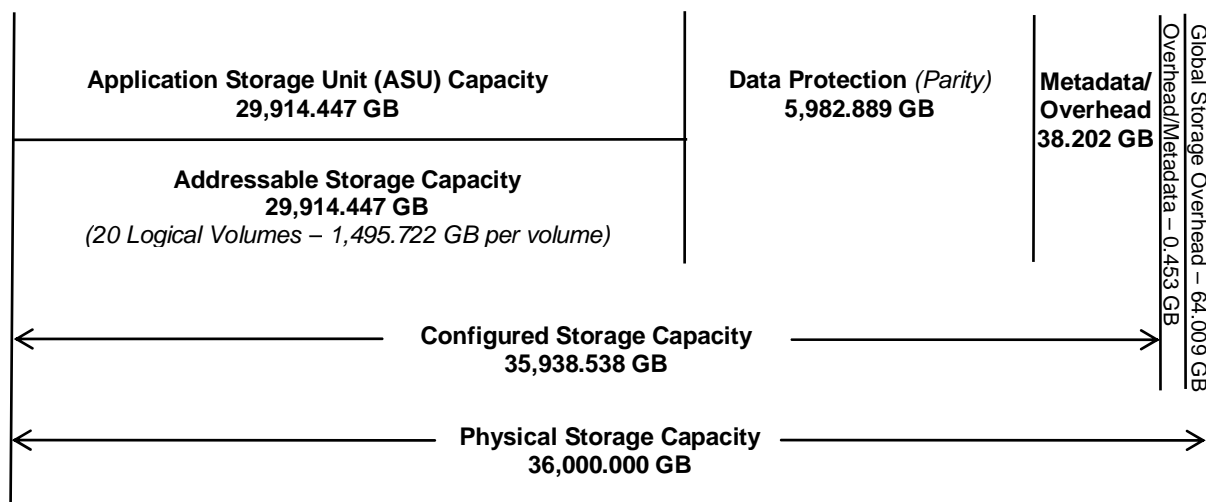 Application Storage Unit (ASU) Capacity
29,914.447 GB
Addressable Storage Capacity
29,914.447 GB
(20 Logical Volumes – 1,495.722 GB per volume)
Data Protection (Parity)
5,982.889 GB
Metadata/
Overhead
38.202 GB
Overhead/Metadata – 0.453 GB
Global Storage Overhead – 64.009 GB
Configured Storage Capacity
35,938.538 GB
Physical Storage Capacity
36,000.000 GB